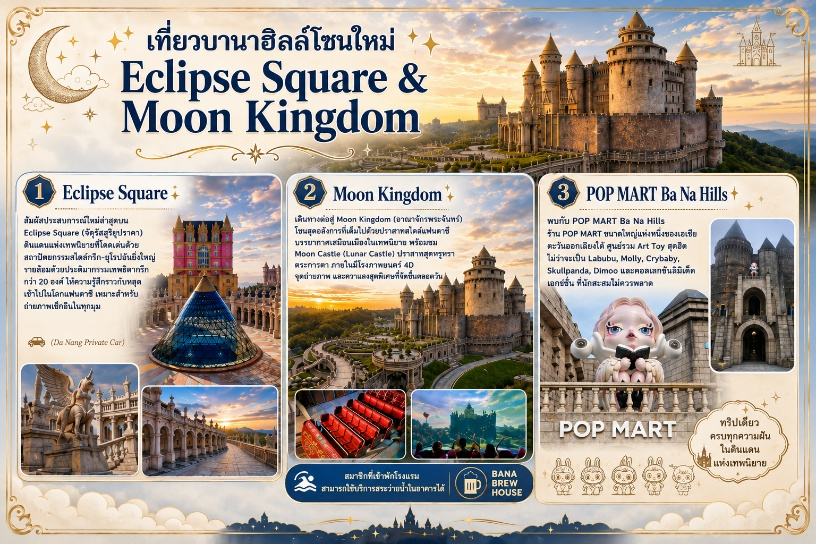 เที่ยวบานาฮิลล์โซนใหม่
Eclipse Square &
Moon Kingdom
1 Eclipse Square
สัมผัสประสบการณ์ใหม่ล่าสุดบน
Eclipse Square (จัตุรัสสุริยุปราคา)
ดินแดนแห่งเทพนิยายที่โดดเด่นด้วย
สถาปัตยกรรมสไตล์กรีก-ยุโรปอันยิ่งใหญ่
รายล้อมด้วยประติมากรรมเทพธิดากรีก
กว่า 20 องค์ ให้ความรู้สึกราวกับหลุด
เข้าไปในโลกแฟนตาซี เหมาะสำหรับ
ถ่ายภาพเช็กอินในทุกมุม
(Da Nang Private Car)
2 Moon Kingdom
เดินทางต่อสู่ Moon Kingdom (อาณาจักรพระจันทร์)
โซนสุดอลังการที่เต็มไปด้วยปราสาทสไตล์แฟนตาซี
บรรยากาศเสมือนเมืองในเทพนิยาย พร้อมชม
Moon Castle (Lunar Castle) ปราสาทสุดหรูหรา
ตระการตา ภายในมีโรงภาพยนตร์ 4D
จุดถ่ายภาพ
สมาชิกที่เข้าพักโรงแรม
สามารถใช้บริการสระว่ายน้ำในอาคารได้
BANA
BREW
HOUSE
3 POP MART Ba Na Hills
พบกับ POP MART Ba Na Hills
ร้าน POP MART ขนาดใหญ่แห่งหนึ่งของเอเชีย
ตะวันออกเฉียงใต้ ศูนย์รวม Art Toy สุดฮิต
ไม่ว่าจะเป็น Labubu, Molly, Crybaby,
Skullpanda, Dimoo และคอลเลกชันลิมิเต็ด
เอกซ์ชั้น ที่นักสะสมไม่ควรพลาด
POP MART
ทริปเดียว
ครบทุกความฝัน
ในดินแดน
แห่งเทพนิยาย